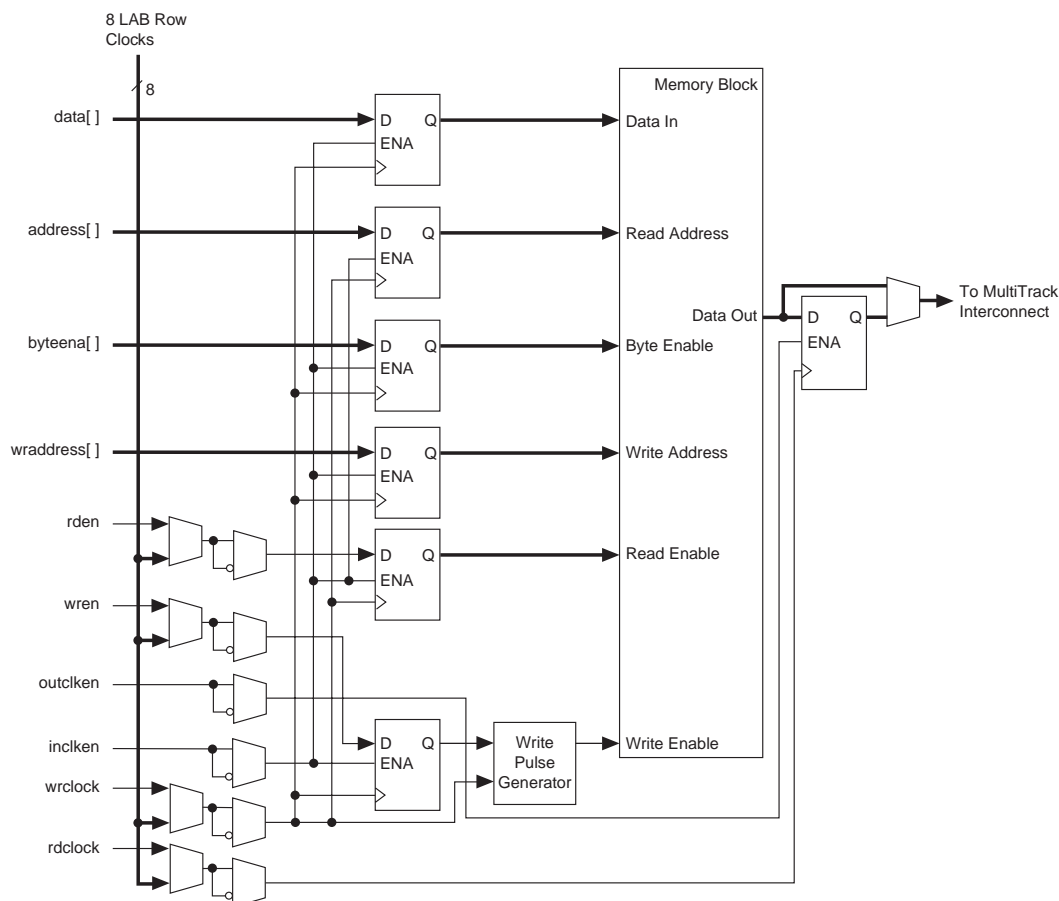 8 LAB Row
Clocks
8
Memory Block
data[ ]
D Q
ENA
Data In
address[ ]
D Q
ENA
Read Address
To MultiTrack
Interconnect
Data Out
D Q
ENA
byteena[ ]
D Q
ENA
Byte Enable
wraddress[ ]
D Q
ENA
Write Address
rden
D Q
ENA
Read Enable
wren
outclken
inclken
D Q
ENA
Write
Pulse
Generator
Write Enable
wrclock
rdclock